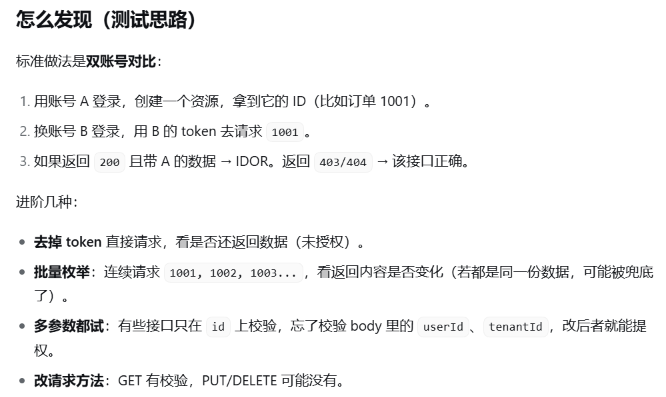 怎么发现（测试思路）
标准做法是双账号对比：
1. 用账号 A 登录，创建一个资源，拿到它的 ID（比如订单 1001）。
2. 换账号 B 登录，用 B 的 token 去请求 1001 。
3. 如果返回 200 且带 A 的数据 → IDOR。返回 403/404 → 该接口正确。
进阶几种：
• 去掉 token 直接请求，看是否还返回数据（未授权）。
• 批量枚举：连续请求 1001, 1002, 1003... ，看返回内容是否变化（若都是同一份数据，可能被兜底
了）。
• 多参数都试：有些接口只在 id 上校验，忘了校验 body 里的 userId 、 tenantId ，改后者就能提
权。
• 改请求方法：GET 有校验，PUT/DELETE 可能没有。